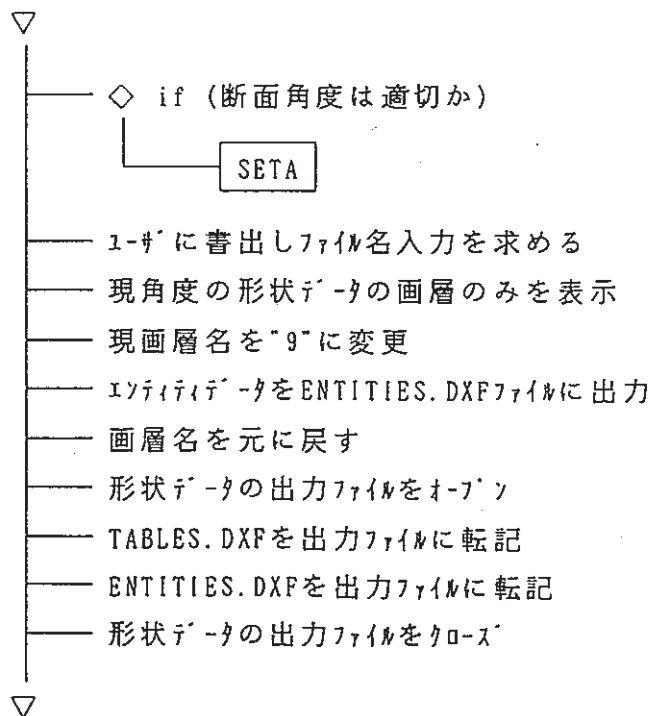 ◇ if (断面角度は適切か)
SETA
ﾕｰｻﾞに書出しﾌｧｲﾙ名入力を求める
現角度の形状ﾃﾞｰﾀの画層のみを表示
現画層名を"9"に変更
ｴﾝﾃｨﾃｨﾃﾞｰﾀをENTITIES.DXFﾌｧｲﾙに出力
画層名を元に戻す
形状ﾃﾞｰﾀの出力ﾌｧｲﾙをｵｰﾌﾟﾝ
TABLES.DXFを出力ﾌｧｲﾙに転記
ENTITIES.DXFを出力ﾌｧｲﾙに転記
形状ﾃﾞｰﾀの出力ﾌｧｲﾙをｸﾛｰｽﾞ